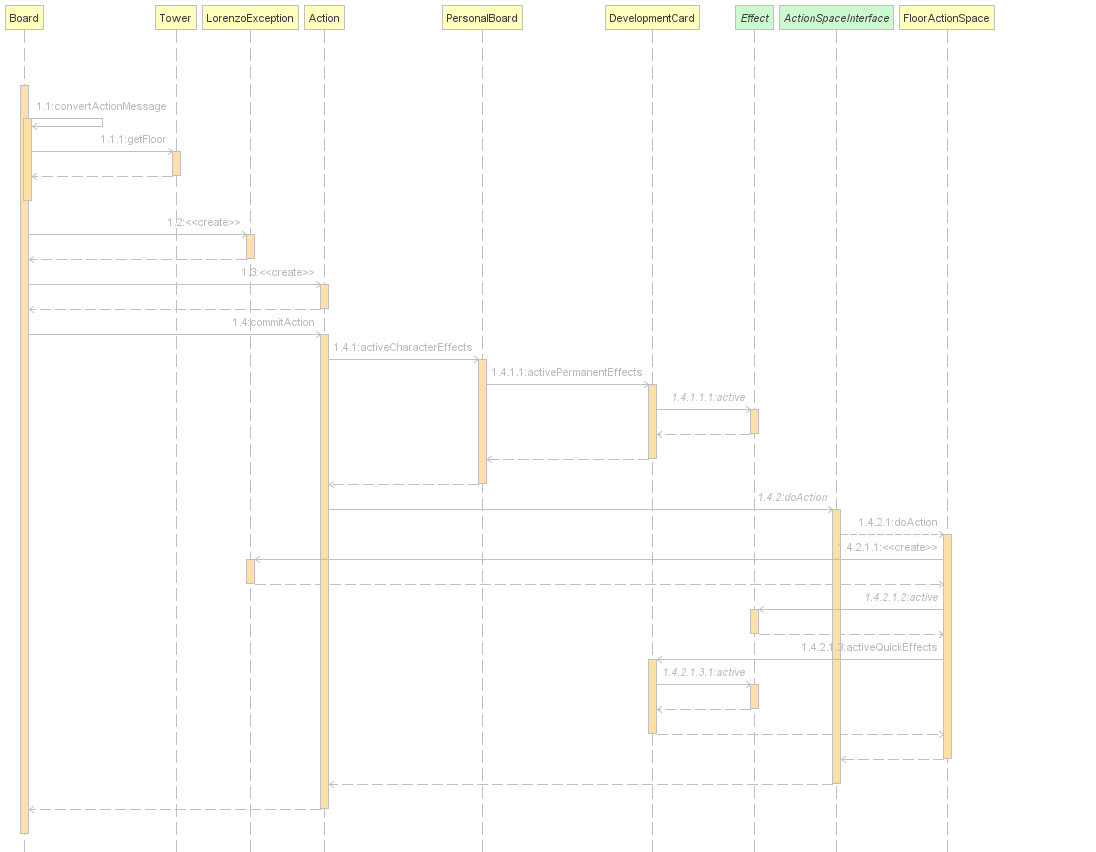 Board
Tower
LorenzoException
Action
PersonalBoard
DevelopmentCard
Effect
ActionSpaceInterface
FloorActionSpace
1.1:convertActionMessage
1.1.1:getFloor
1.2:<<create>>
1.3:<<create>>
1.4:commitAction
1.4.1:activeCharacterEffects
1.4.1.1:activePermanentEffects
1.4.1.1.1:active
1.4.2:doAction
1.4.2.1:doAction
1.4.2.1.1:<<create>>
1.4.2.1.2:active
1.4.2.1.3:activeQuickEffects
1.4.2.1.3.1:active